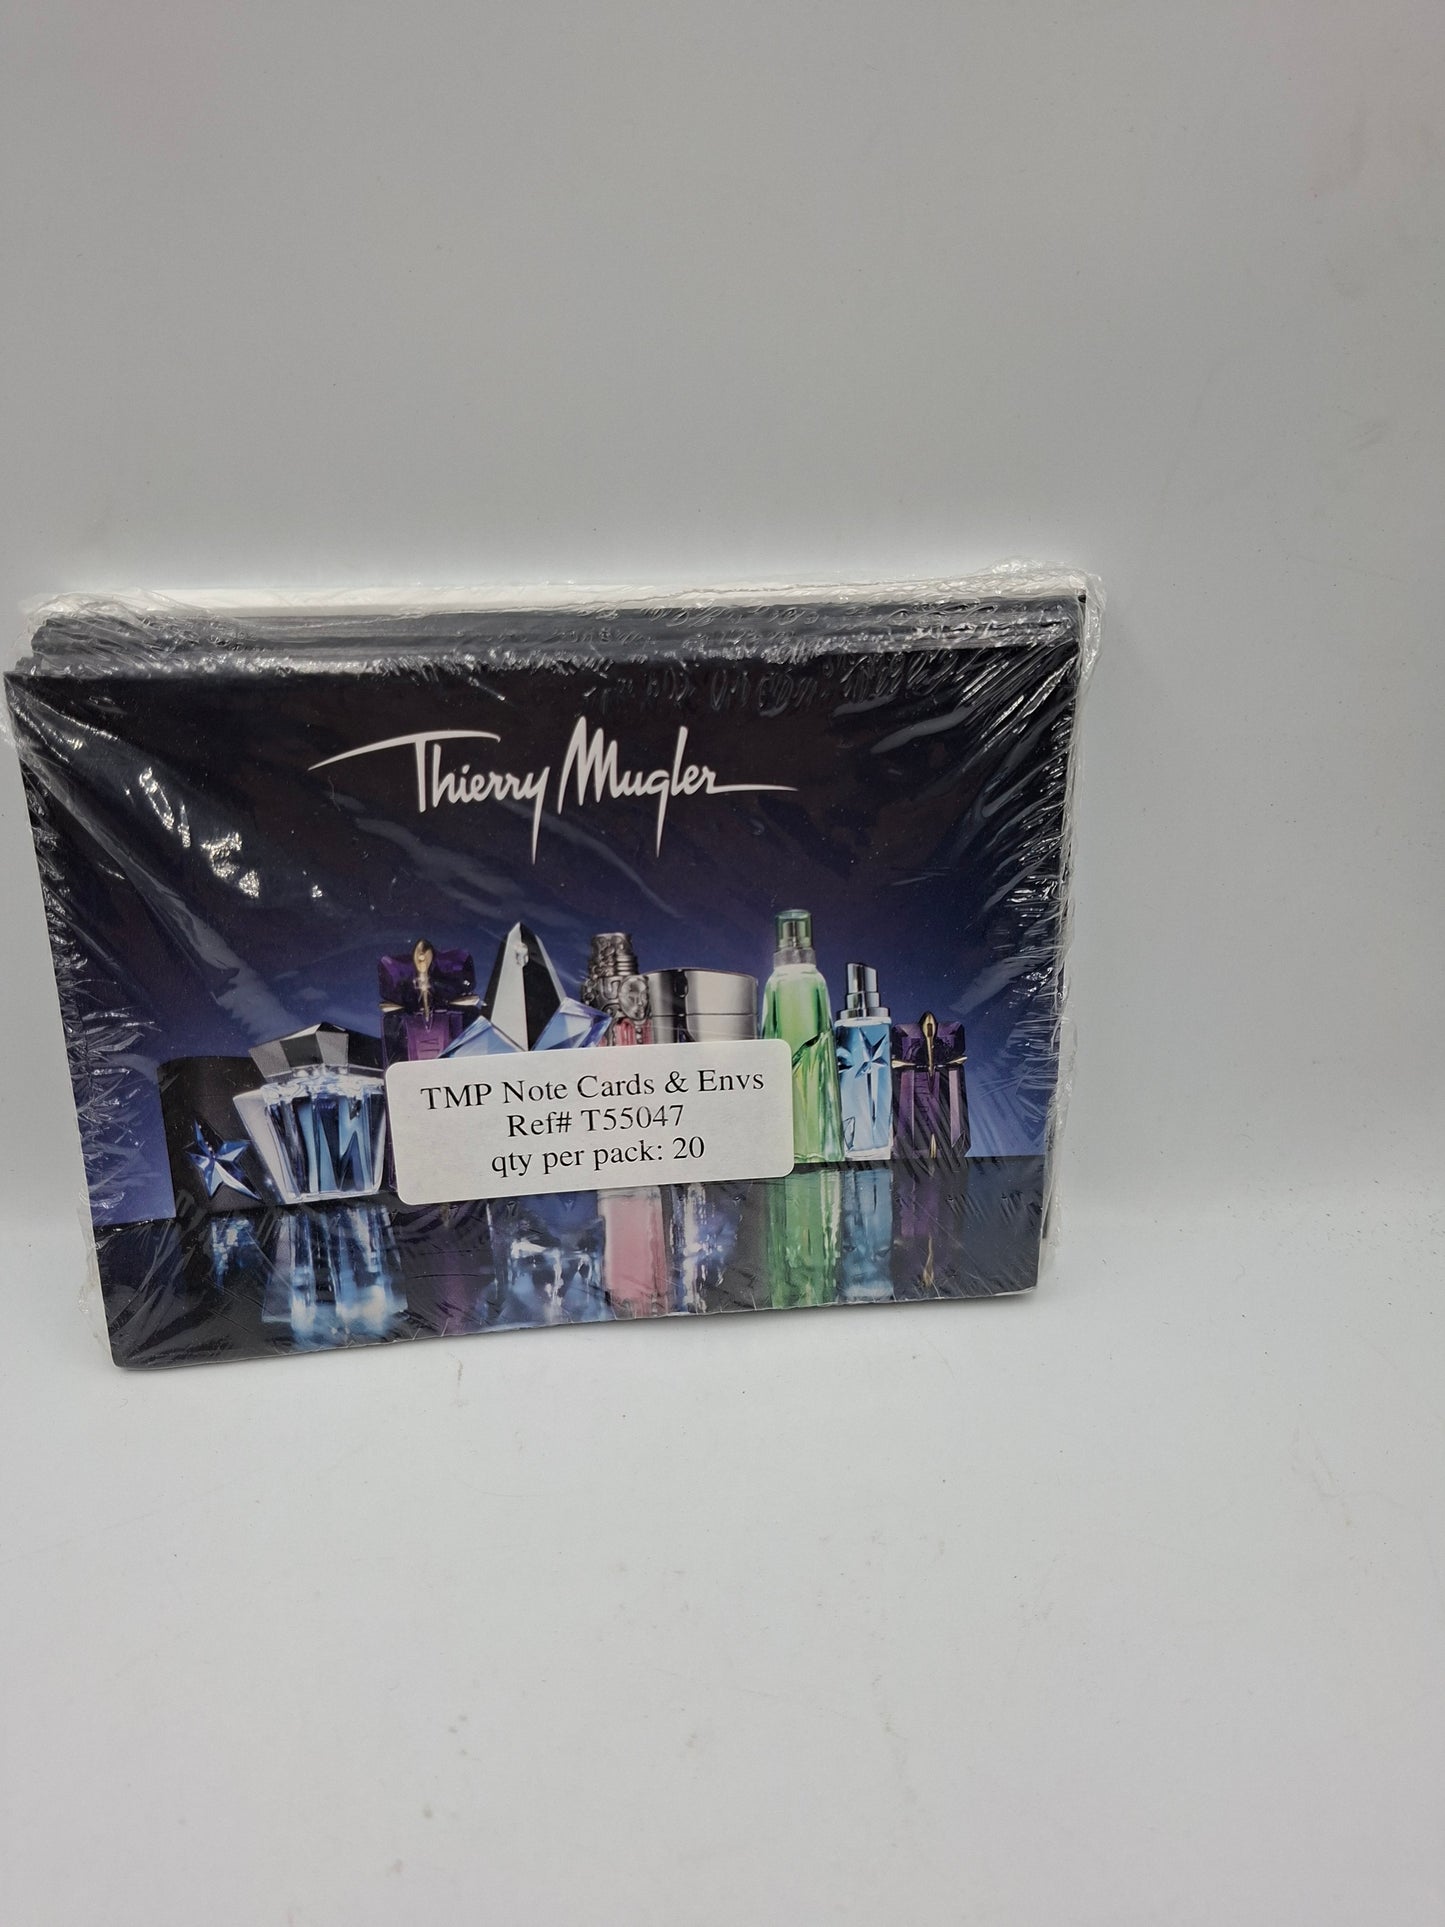 Thierry Mugler
TMP Note Cards & Envs
Ref# T55047
qty per pack: 20